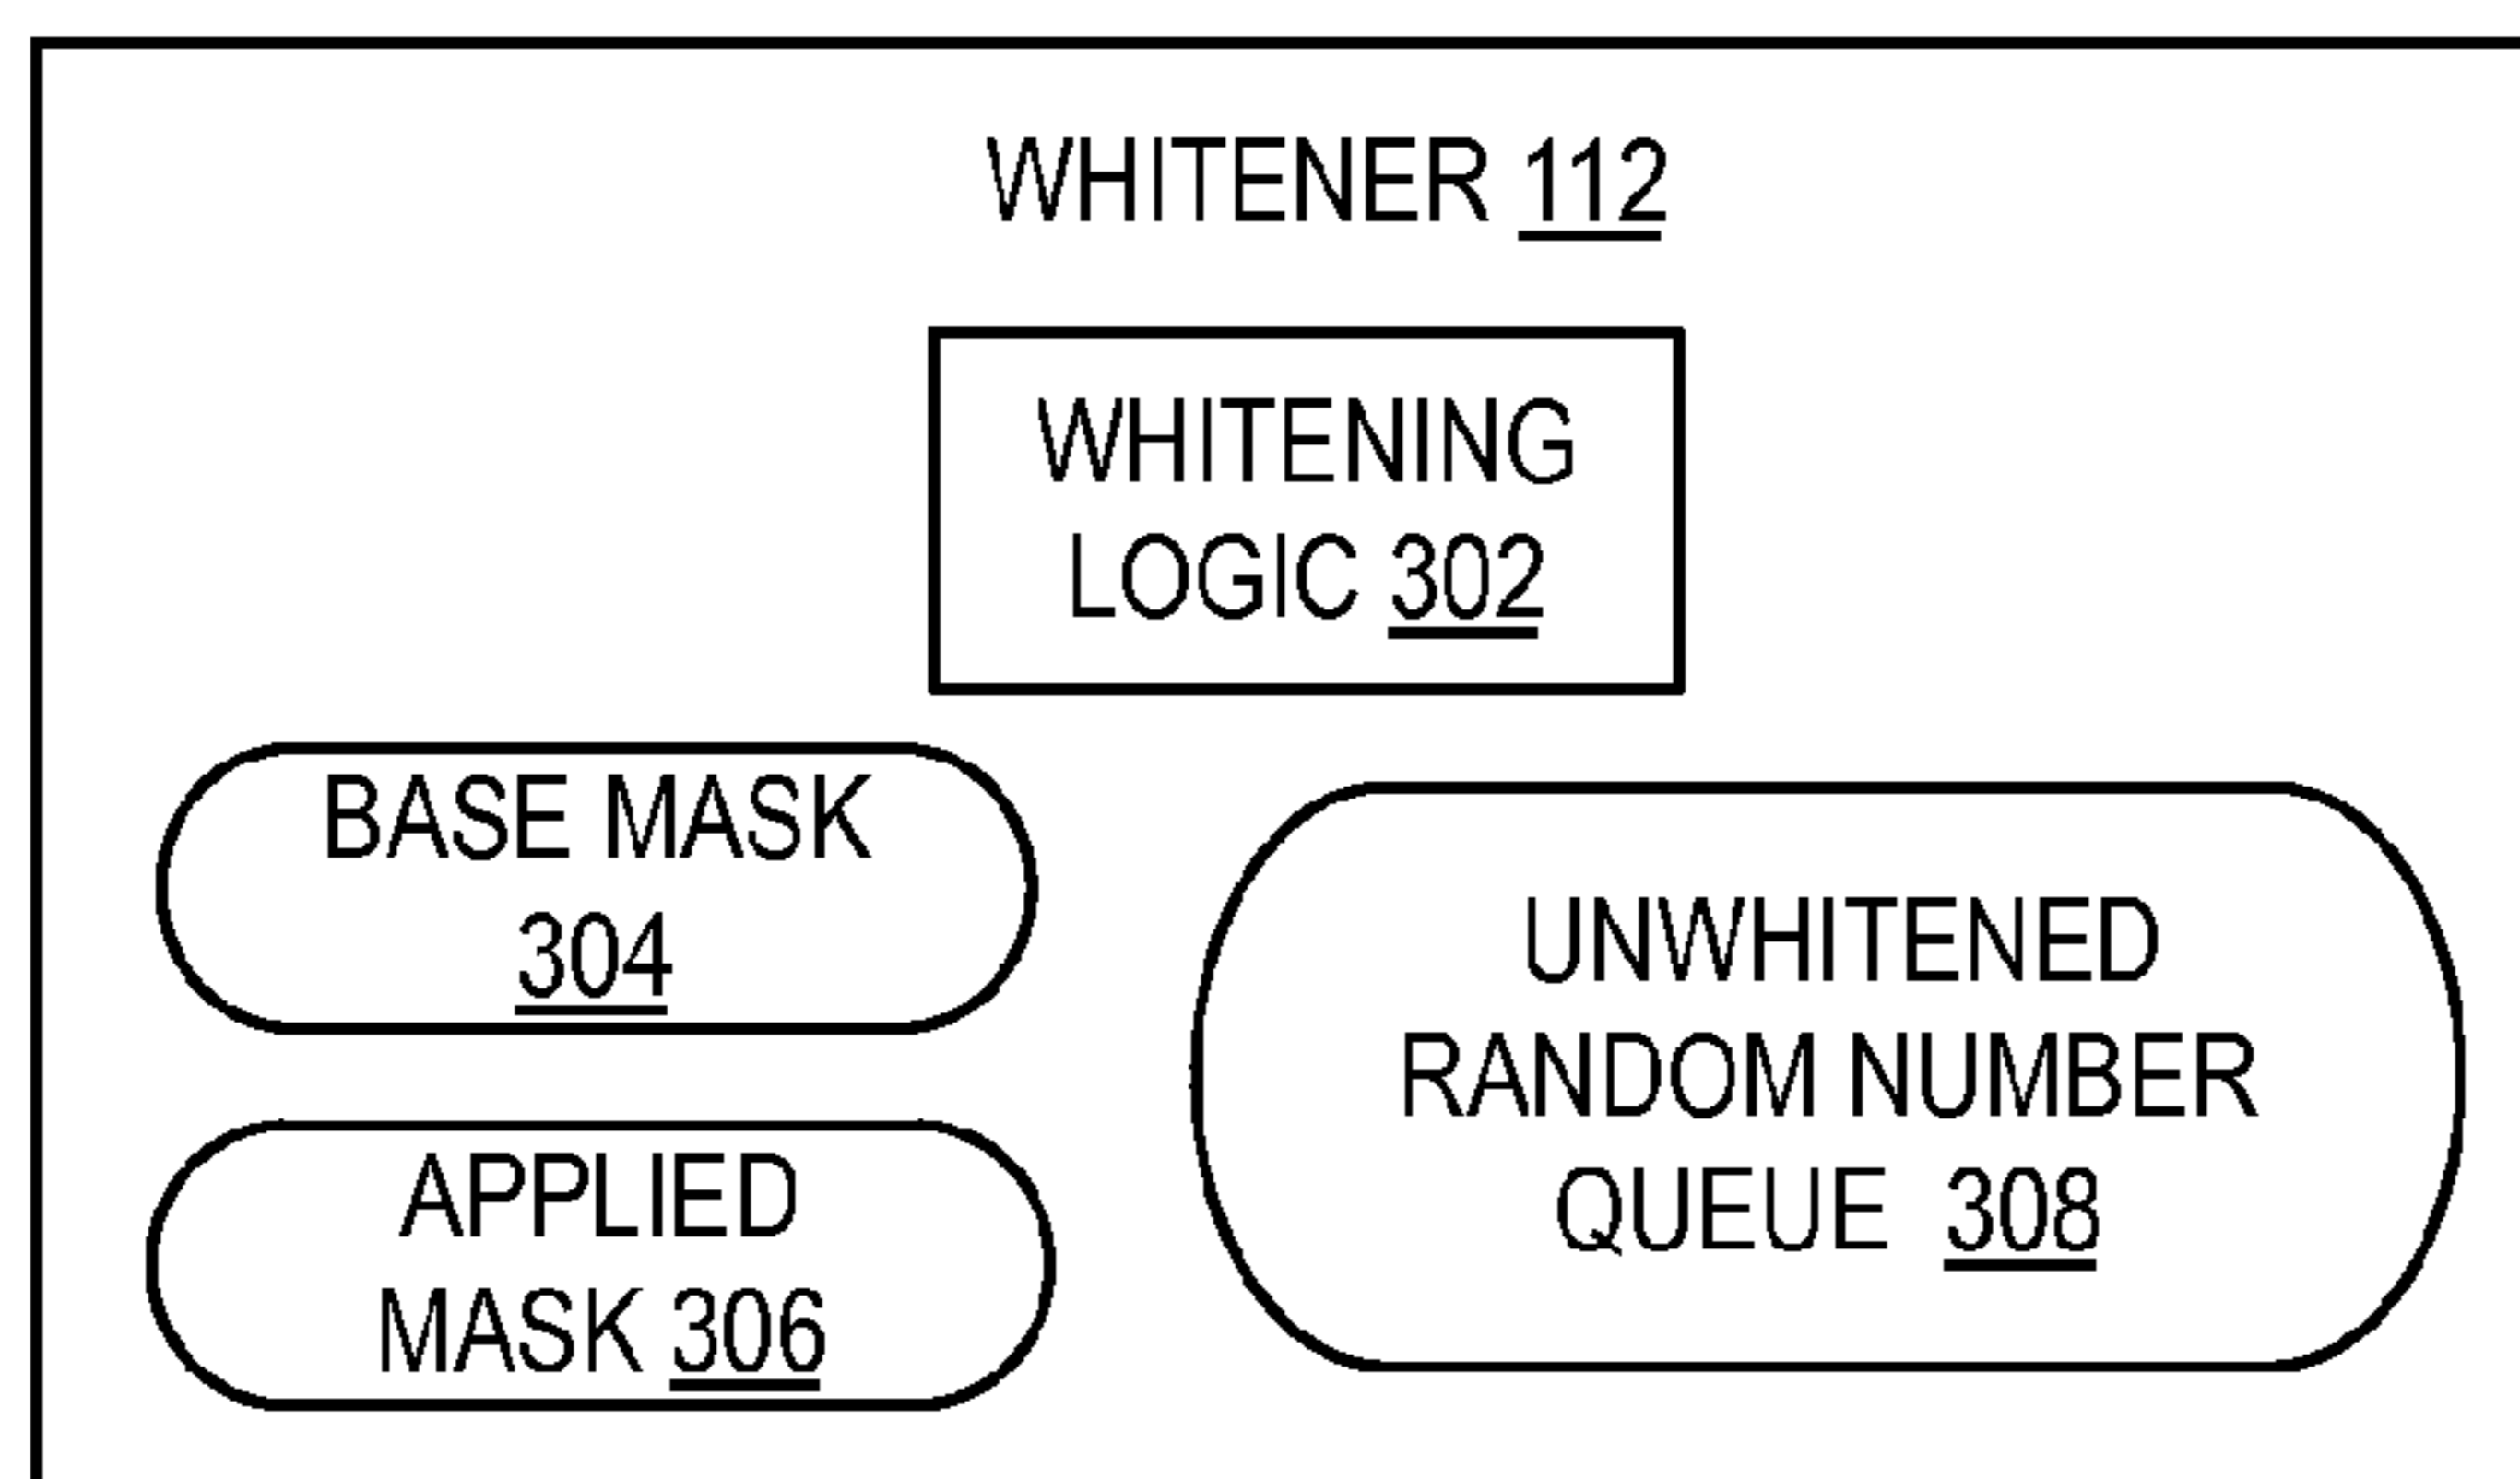 WHITENER 112
WHITENING
LOGIC 302
BASE MASK
304
APPLIED
MASK 306
UNWHITENED
RANDOM NUMBER
QUEUE 308